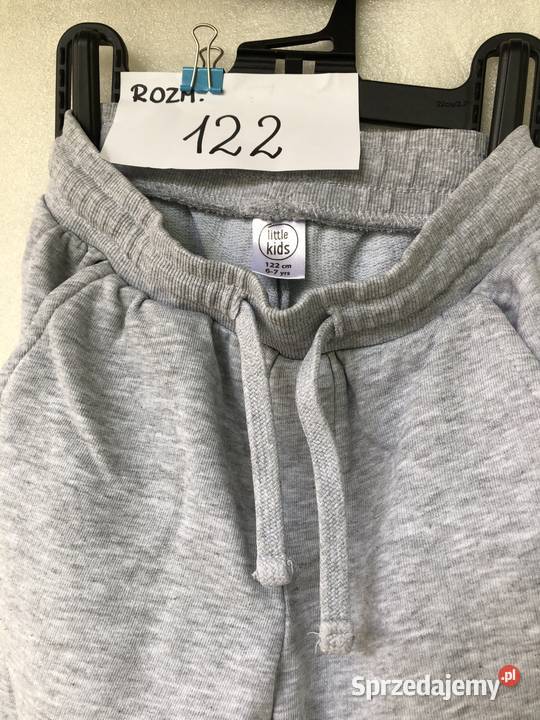 ROZM.
122
little
kids
122 cm
6-7 yrs
Sprzedajemy.pl